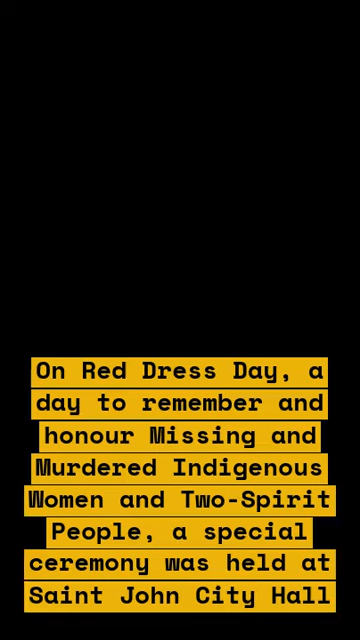 On Red Dress Day, a
day to remember and
honour Missing and
Murdered Indigenous
Women and Two-Spirit
People, a special
ceremony was held at
Saint John City Hall